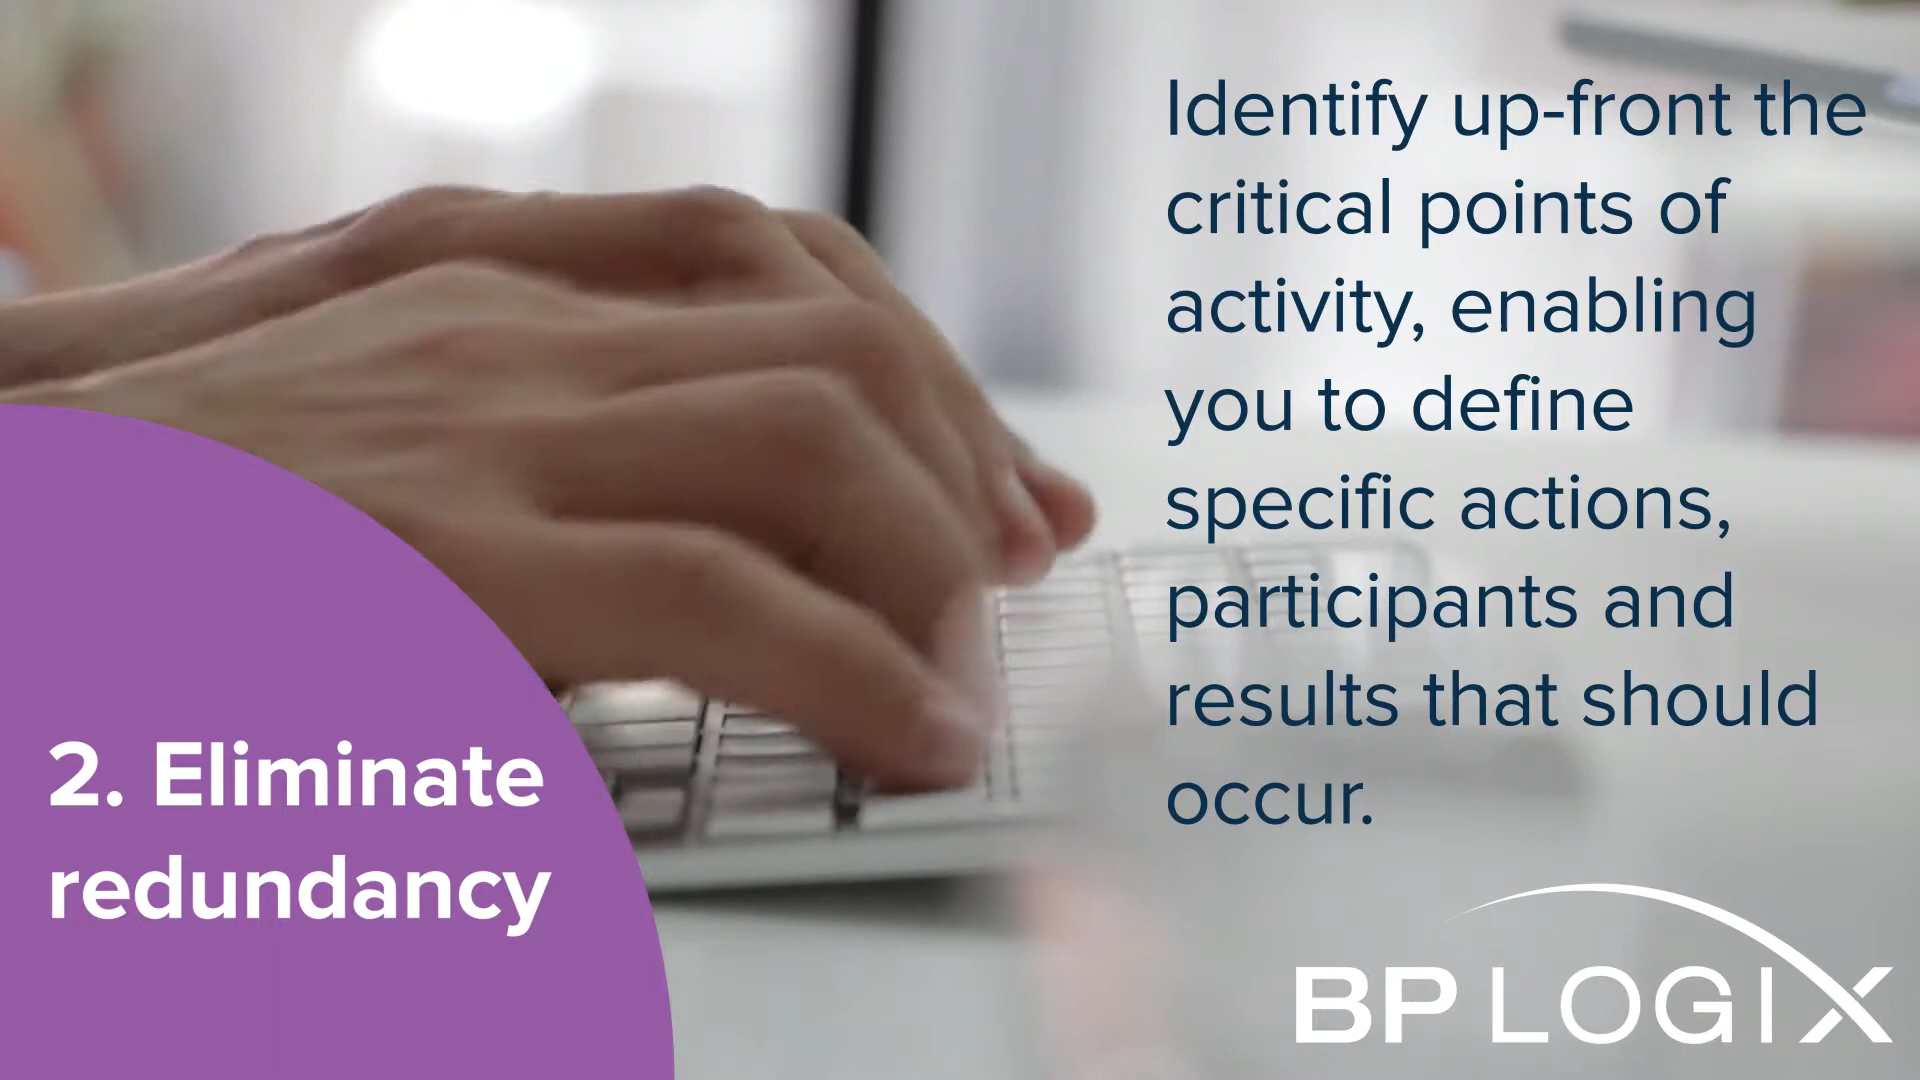 Identify up-front the
critical points of
activity, enabling
you to define
specific actions,
participants and
results that should
occur.
2. Eliminate
redundancy
BP LOGIX